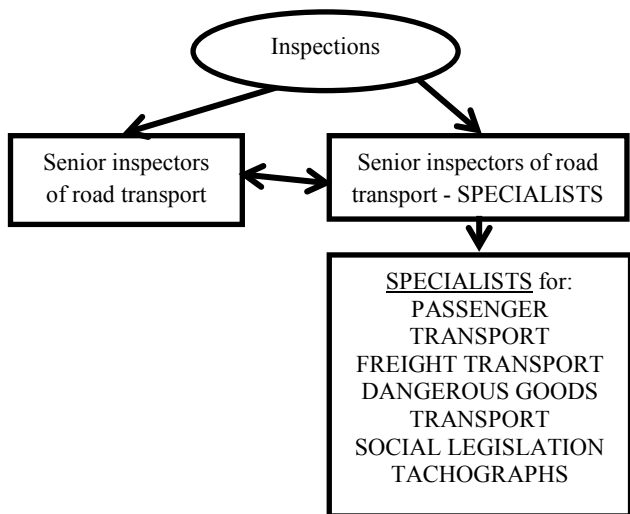 Inspections
Senior inspectors
of road transport
Senior inspectors of road
transport - SPECIALISTS
SPECIALISTS for:
PASSENGER
TRANSPORT
FREIGHT TRANSPORT
DANGEROUS GOODS
TRANSPORT
SOCIAL LEGISLATION
TACHOGRAPHS